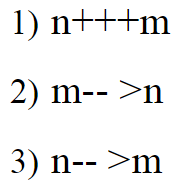 1) n+++m
2) m-- >n
3) n-- >m